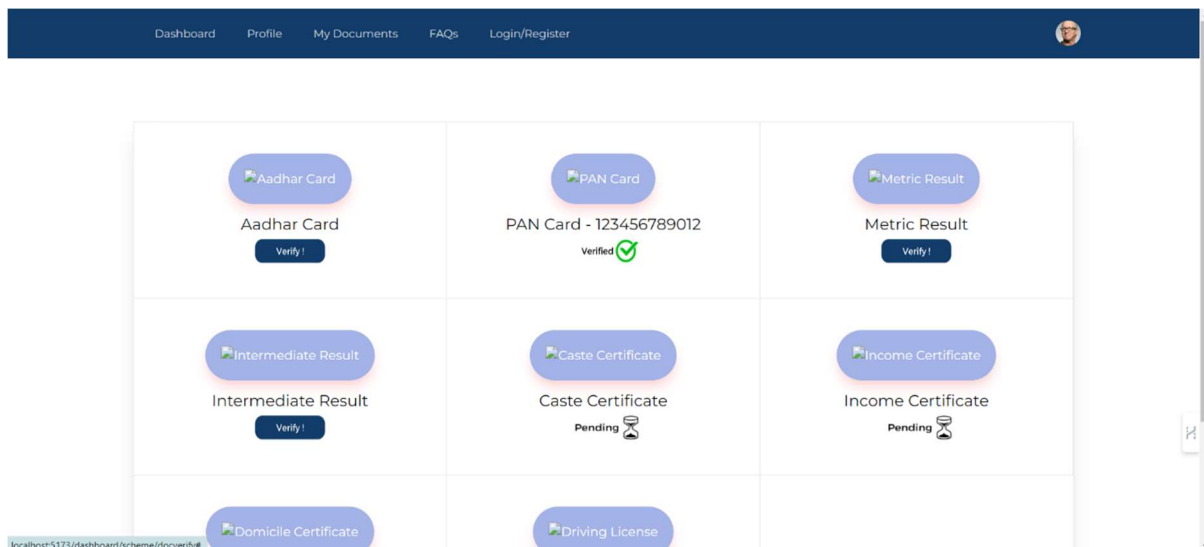 Dashboard Profile My Documents FAQs Login/Register
Aadhar Card PAN Card Metric Result
Aadhar Card PAN Card - 123456789012 Metric Result
Verify ! Verified Verify !
Intermediate Result Caste Certificate Income Certificate
Intermediate Result Caste Certificate Income Certificate
Verify ! Pending Pending
Domicile Certificate Driving License
localhost:5173/dashboard/scheme/docverify#